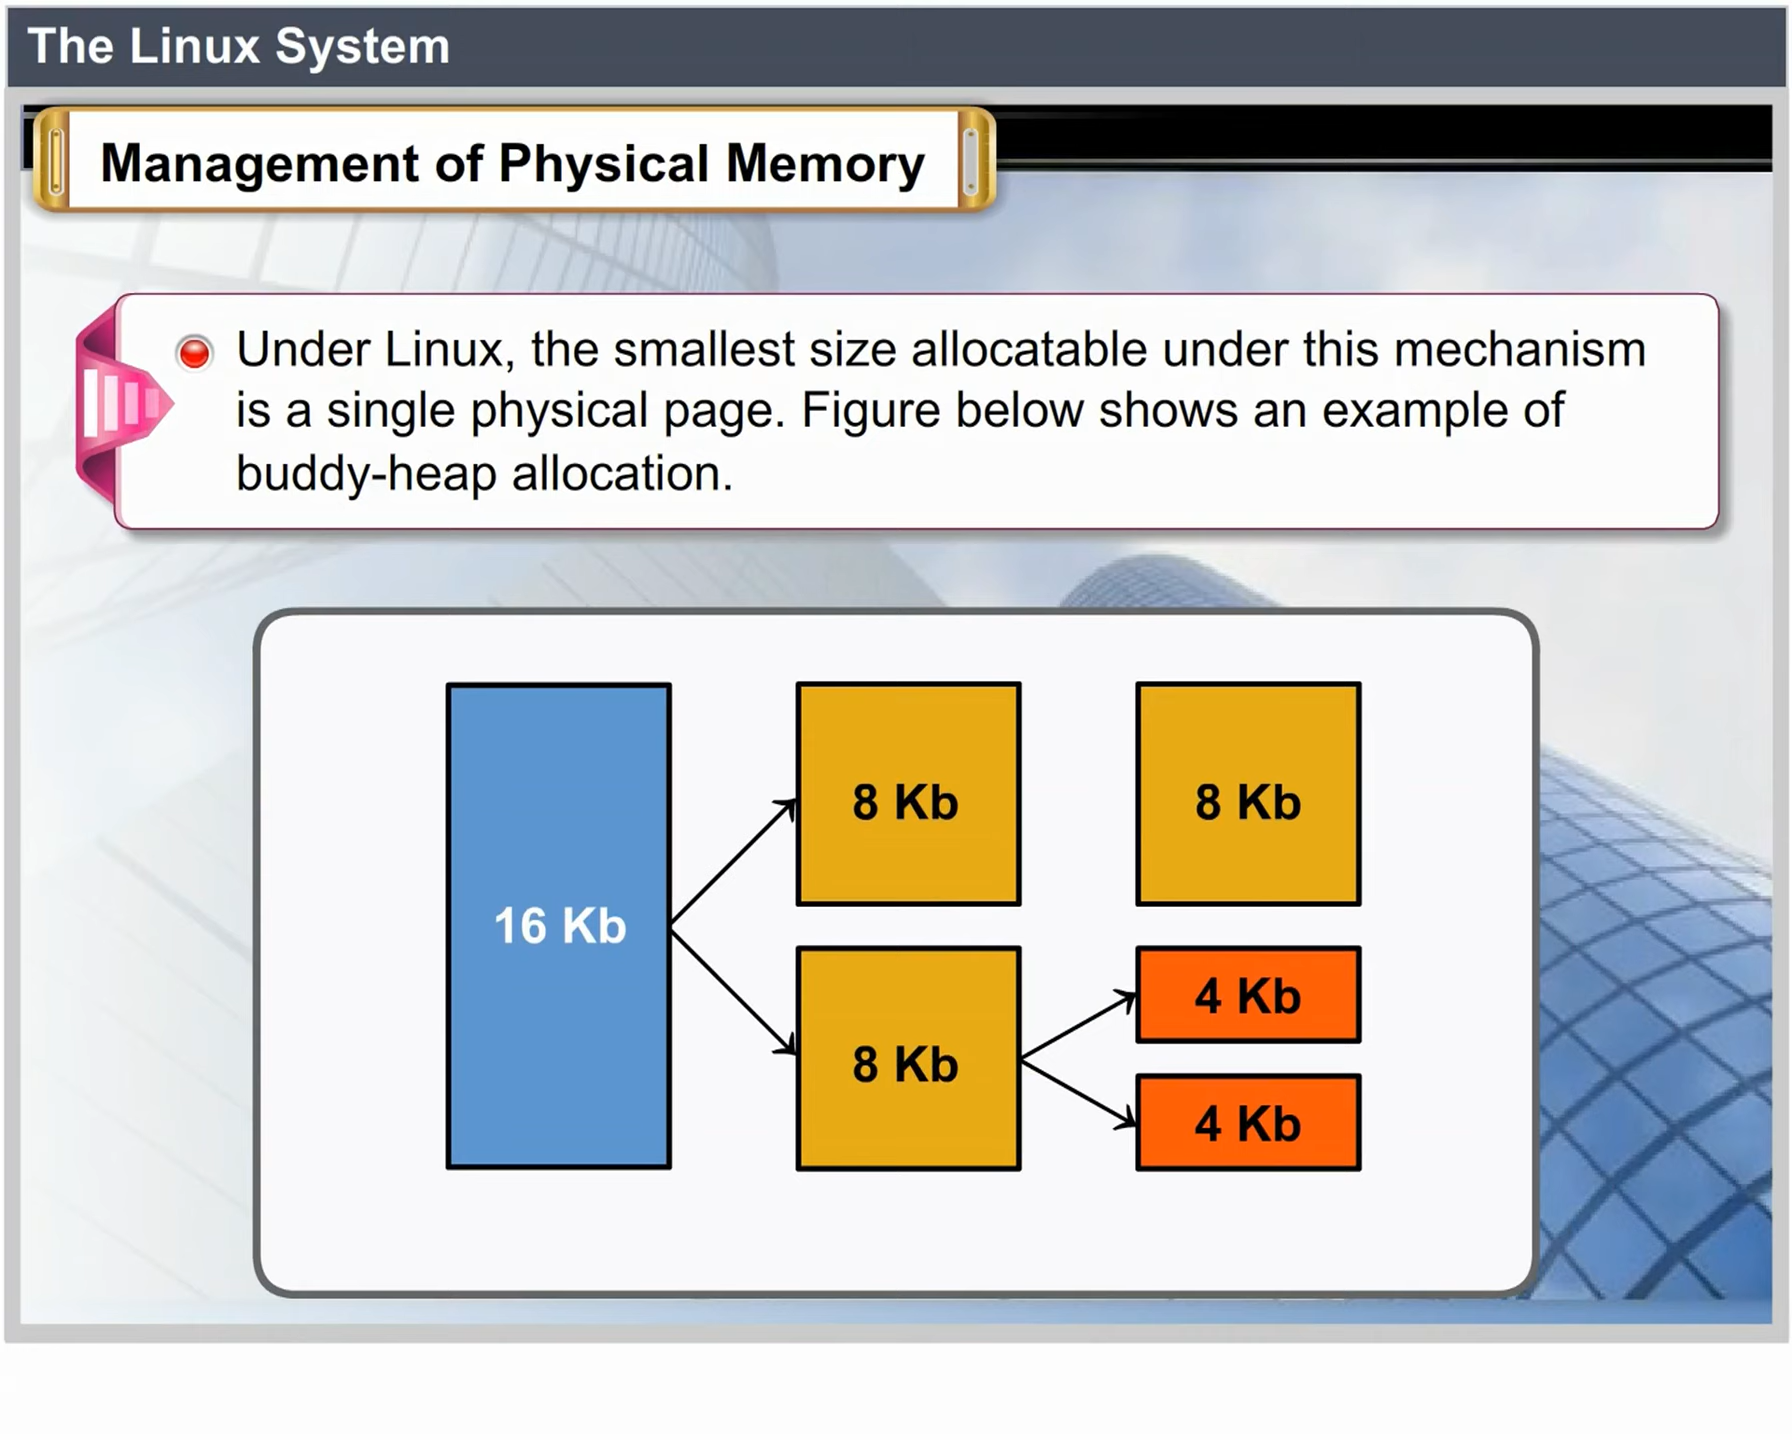 The Linux System
Management of Physical Memory
Under Linux, the smallest size allocatable under this mechanism
is a single physical page. Figure below shows an example of
buddy-heap allocation.
16 Kb
8 Kb
8 Kb
8 Kb
4 Kb
4 Kb